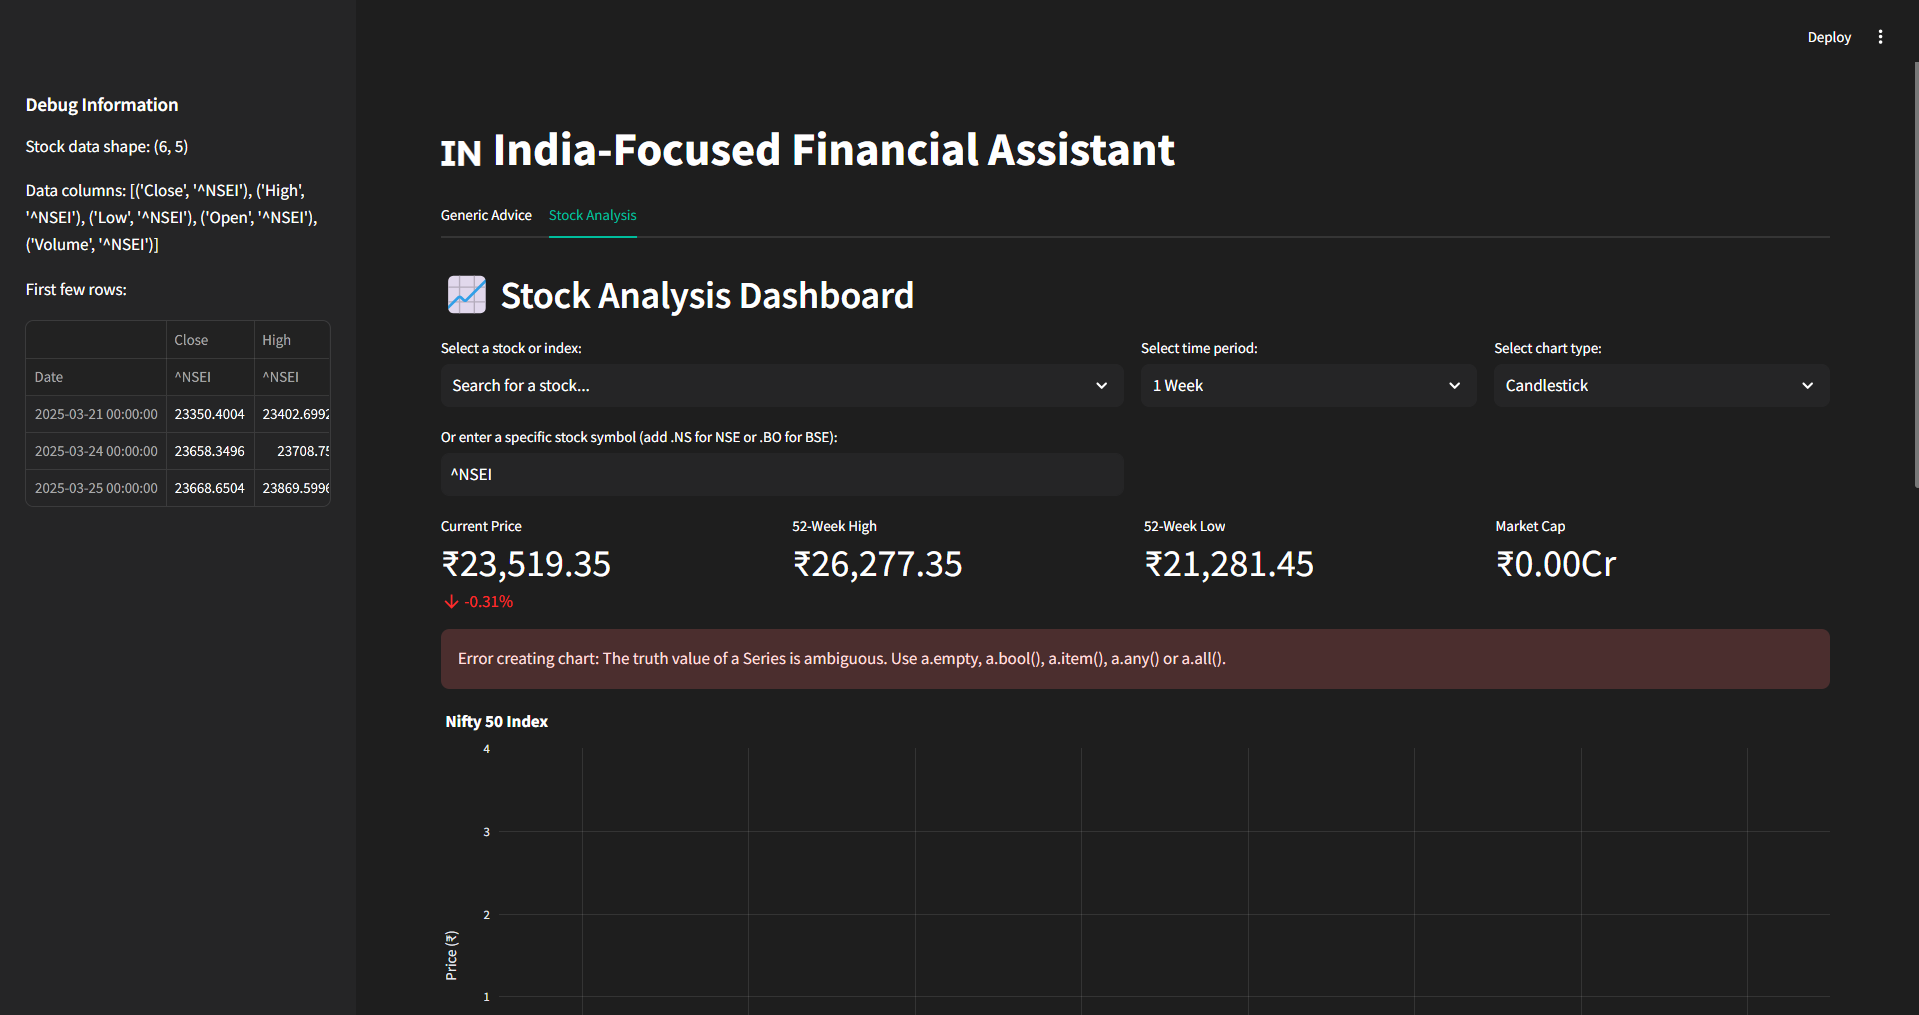 Deploy
Debug Information
Stock data shape: (6, 5)
Data columns: [('Close', '^NSEI'), ('High',
'^NSEI'), ('Low', '^NSEI'), ('Open', '^NSEI'),
('Volume', '^NSEI')]
First few rows:
Close High
Date ^NSEI ^NSEI
2025-03-21 00:00:00 23350.4004 23402.6992
2025-03-24 00:00:00 23658.3496 23708.75
2025-03-25 00:00:00 23668.6504 23869.5996
IN India-Focused Financial Assistant
Generic Advice Stock Analysis
Stock Analysis Dashboard
Select a stock or index: Select time period: Select chart type:
Search for a stock... 1 Week Candlestick
Or enter a specific stock symbol (add .NS for NSE or .BO for BSE):
^NSEI
Current Price 52-Week High 52-Week Low Market Cap
₹23,519.35 ₹26,277.35 ₹21,281.45 ₹0.00Cr
-0.31%
Error creating chart: The truth value of a Series is ambiguous. Use a.empty, a.bool(), a.item(), a.any() or a.all().
Nifty 50 Index
4
3
2
Price (₹)
1